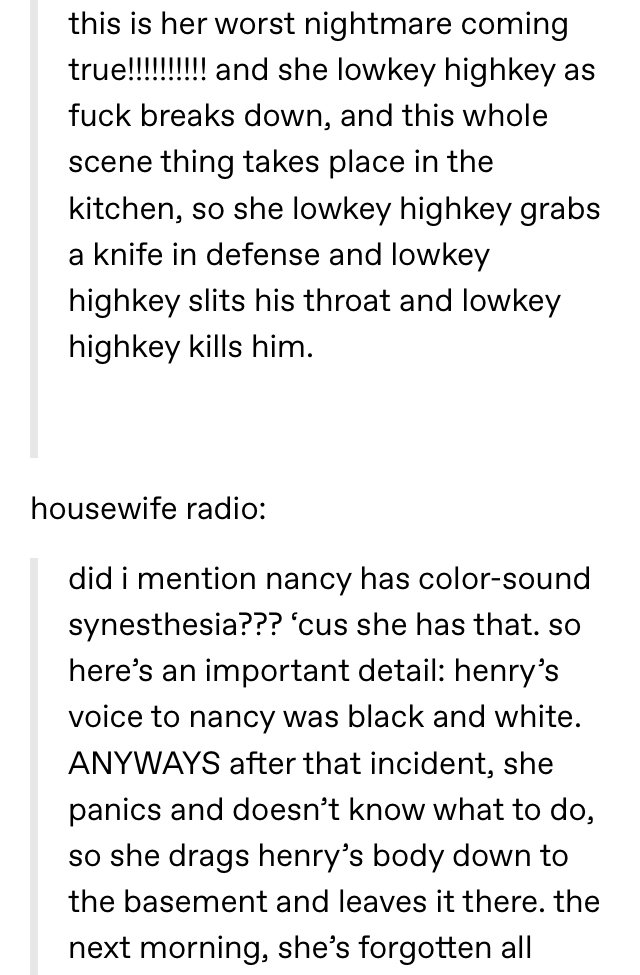 this is her worst nightmare coming
true!!!!!!!!!! and she lowkey highkey as
fuck breaks down, and this whole
scene thing takes place in the
kitchen, so she lowkey highkey grabs
a knife in defense and lowkey
highkey slits his throat and lowkey
highkey kills him.
housewife radio:
did i mention nancy has color-sound
synesthesia??? ‘cus she has that. so
here’s an important detail: henry’s
voice to nancy was black and white.
ANYWAYS after that incident, she
panics and doesn’t know what to do,
so she drags henry’s body down to
the basement and leaves it there. the
next morning, she’s forgotten all